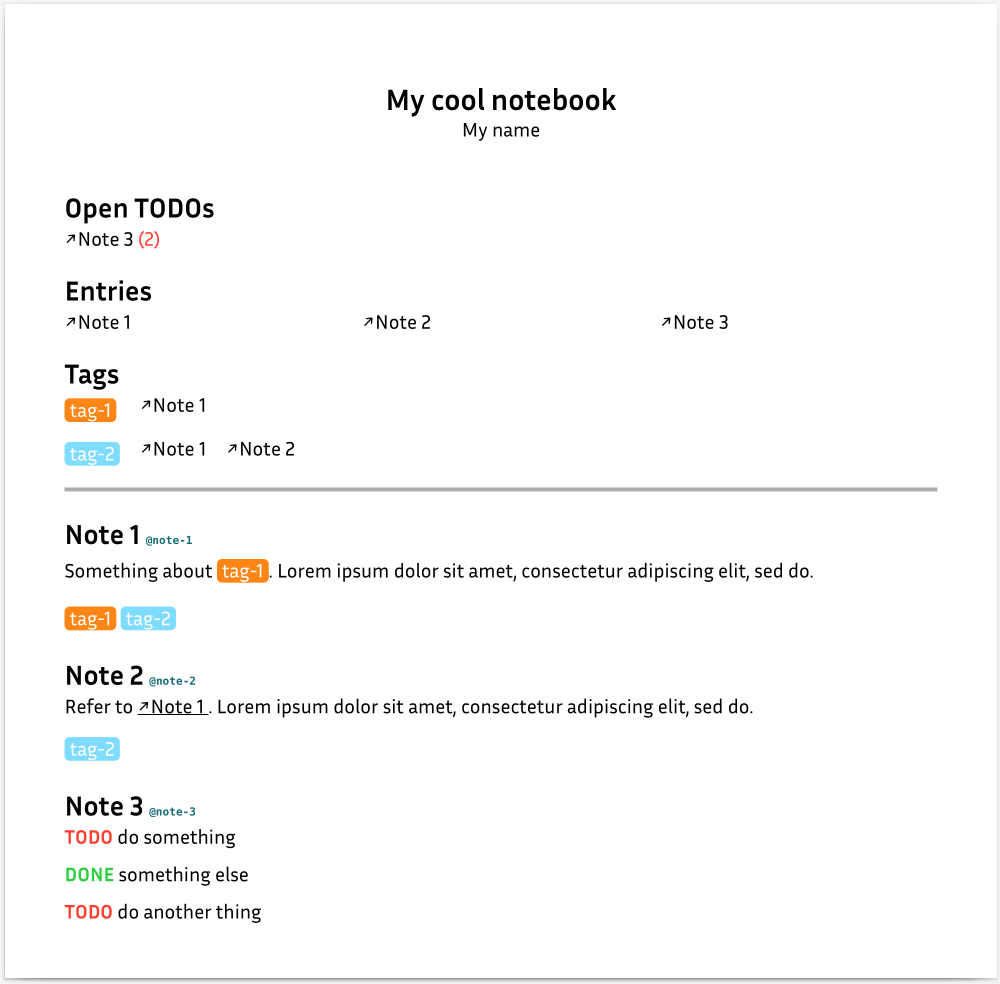 My cool notebook
My name
Open TODOs
↗Note 3 (2)
Entries
↗Note 1 ↗Note 2 ↗Note 3
Tags
tag-1 ↗Note 1
tag-2 ↗Note 1 ↗Note 2
Note 1 @note-1
Something about tag-1. Lorem ipsum dolor sit amet, consectetur adipiscing elit, sed do.
tag-1 tag-2
Note 2 @note-2
Refer to ↗Note 1 . Lorem ipsum dolor sit amet, consectetur adipiscing elit, sed do.
tag-2
Note 3 @note-3
TODO do something
DONE something else
TODO do another thing